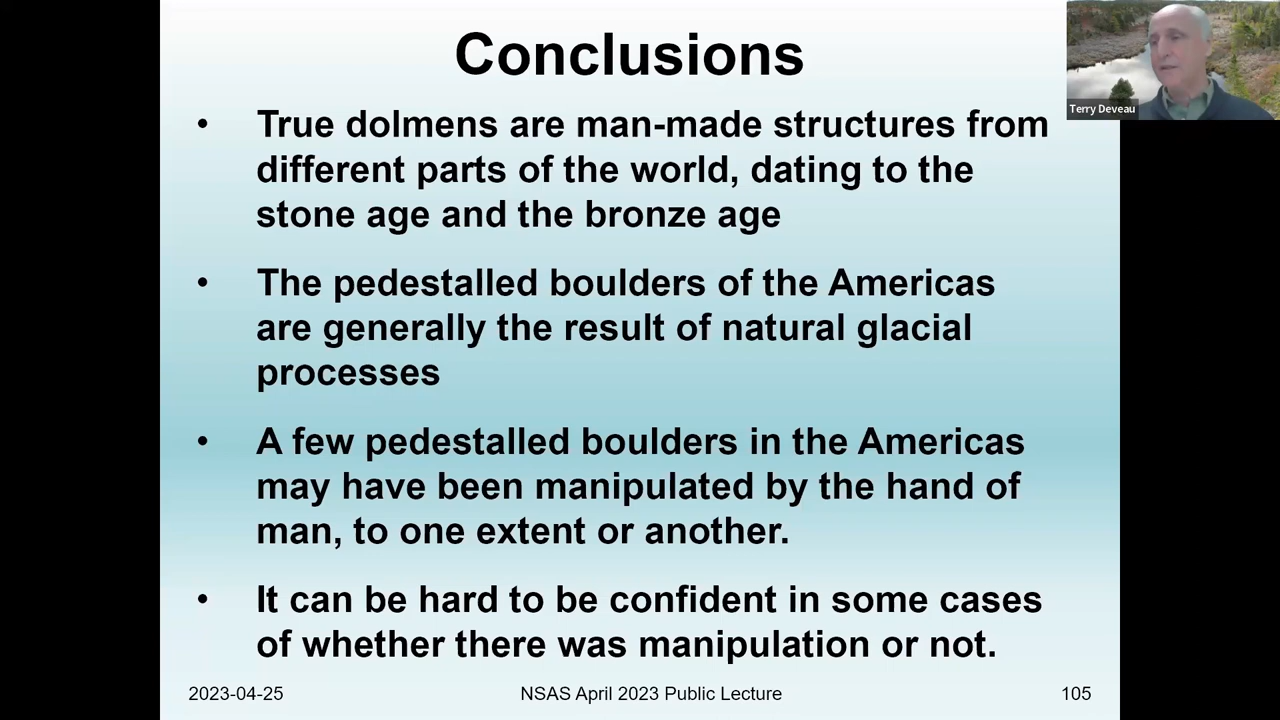 Conclusions
Terry Deveau
• True dolmens are man-made structures from
different parts of the world, dating to the
stone age and the bronze age
• The pedestalled boulders of the Americas
are generally the result of natural glacial
processes
• A few pedestalled boulders in the Americas
may have been manipulated by the hand of
man, to one extent or another.
• It can be hard to be confident in some cases
of whether there was manipulation or not.
2023-04-25 NSAS April 2023 Public Lecture 105